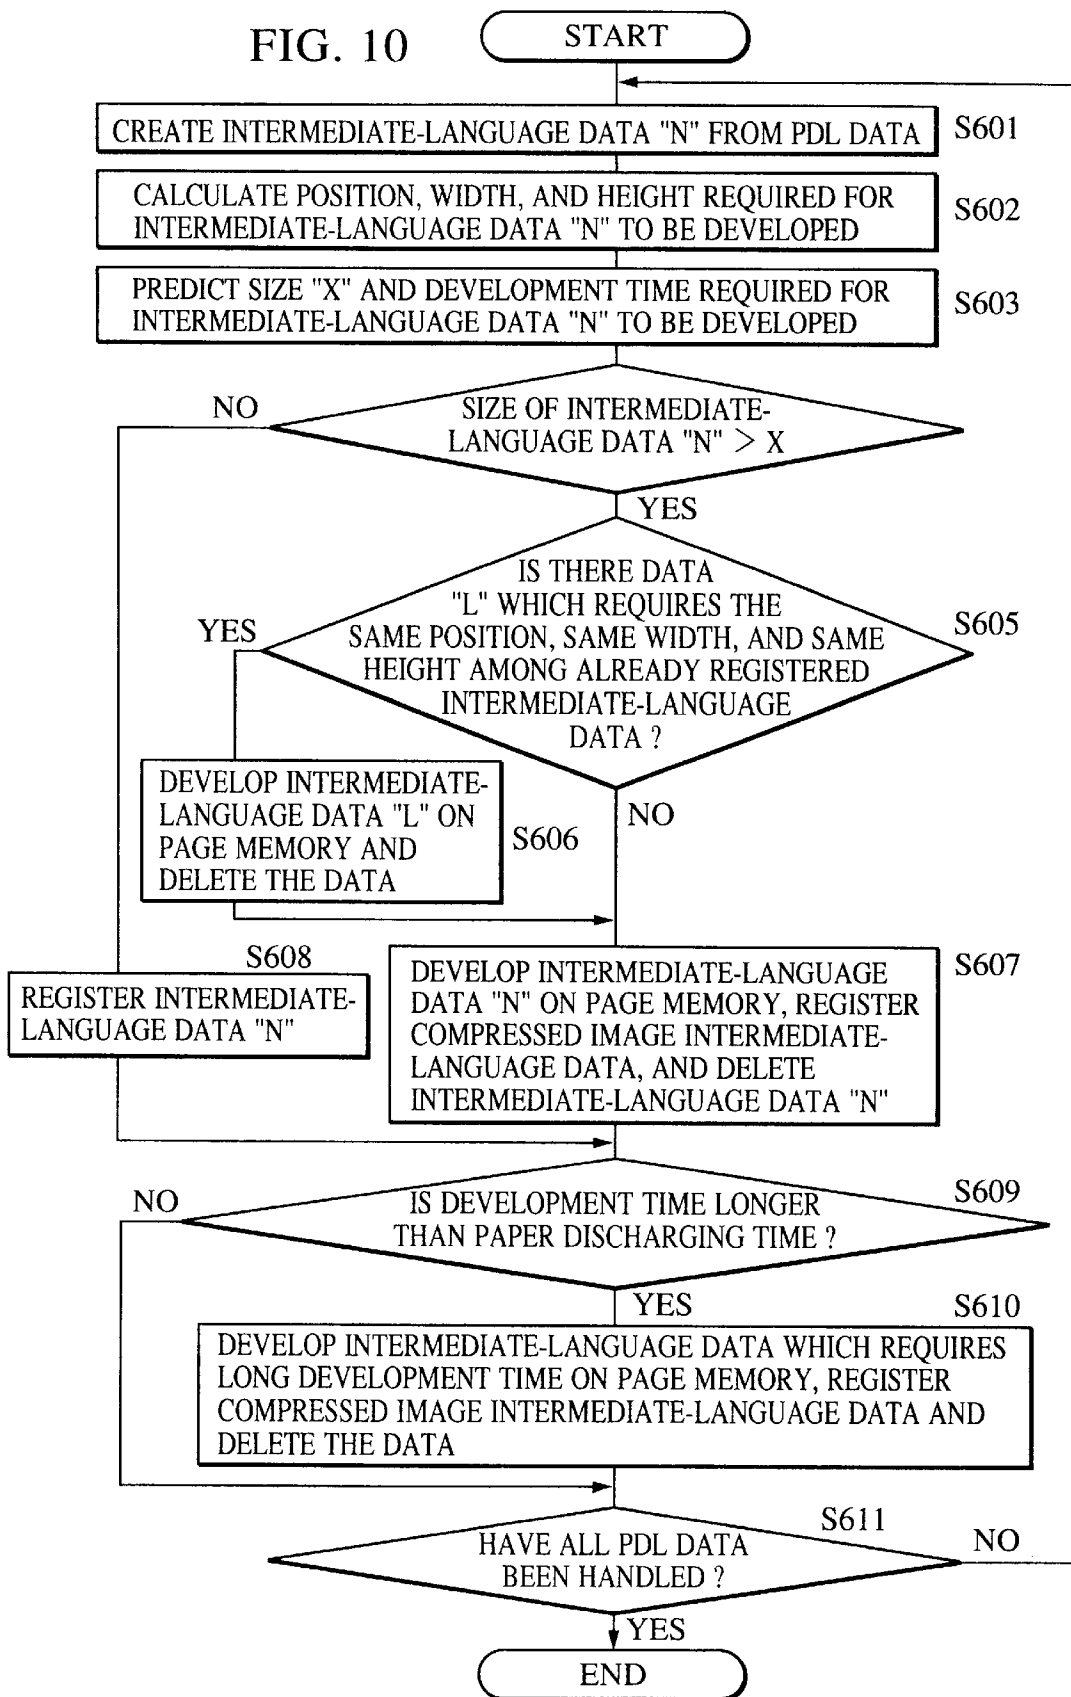 FIG. 10
START
CREATE INTERMEDIATE-LANGUAGE DATA "N" FROM PDL DATA
S601
CALCULATE POSITION, WIDTH, AND HEIGHT REQUIRED FOR
INTERMEDIATE-LANGUAGE DATA "N" TO BE DEVELOPED
S602
PREDICT SIZE "X" AND DEVELOPMENT TIME REQUIRED FOR
INTERMEDIATE-LANGUAGE DATA "N" TO BE DEVELOPED
S603
NO
SIZE OF INTERMEDIATE-
LANGUAGE DATA "N" > X
YES
IS THERE DATA
"L" WHICH REQUIRES THE
SAME POSITION, SAME WIDTH, AND SAME
HEIGHT AMONG ALREADY REGISTERED
INTERMEDIATE-LANGUAGE
DATA ?
S605
YES
NO
DEVELOP INTERMEDIATE-
LANGUAGE DATA "L" ON
PAGE MEMORY AND
DELETE THE DATA
S606
S608
REGISTER INTERMEDIATE-
LANGUAGE DATA "N"
DEVELOP INTERMEDIATE-LANGUAGE
DATA "N" ON PAGE MEMORY, REGISTER
COMPRESSED IMAGE INTERMEDIATE-
LANGUAGE DATA, AND DELETE
INTERMEDIATE-LANGUAGE DATA "N"
S607
NO
IS DEVELOPMENT TIME LONGER
THAN PAPER DISCHARGING TIME ?
S609
YES
S610
DEVELOP INTERMEDIATE-LANGUAGE DATA WHICH REQUIRES
LONG DEVELOPMENT TIME ON PAGE MEMORY, REGISTER
COMPRESSED IMAGE INTERMEDIATE-LANGUAGE DATA AND
DELETE THE DATA
S611
HAVE ALL PDL DATA
BEEN HANDLED ?
NO
YES
END